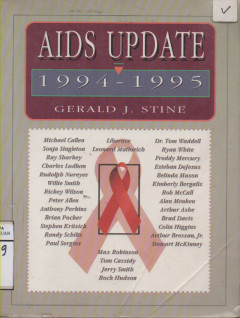 AIDS UPDATE
1994-1995
GERALD J. STINE
Michael Callen
Sonja Singleton
Ray Sharkey
Charles Ludlam
Rudolph Nureyev
Willie Smith
Rickey Wilson
Peter Allen
Anthony Perkins
Brian Pocker
Stephen Kritsick
Randy Shilts
Paul Sergios
Liberace
Leonard Matlovich
Dr. Tom Waddell
Ryan White
Freddy Mercury
Esteban DeJesus
Belinda Mason
Kimberly Bergalis
Rob McCall
Alan
Arthur Ashe
Brad Davis
Colin Higgins
Arthur Bressan, Jr.
Stewart McKinney
Max Robinson
Tom Cassidy
Jerry Smith
Rock Hudson
9